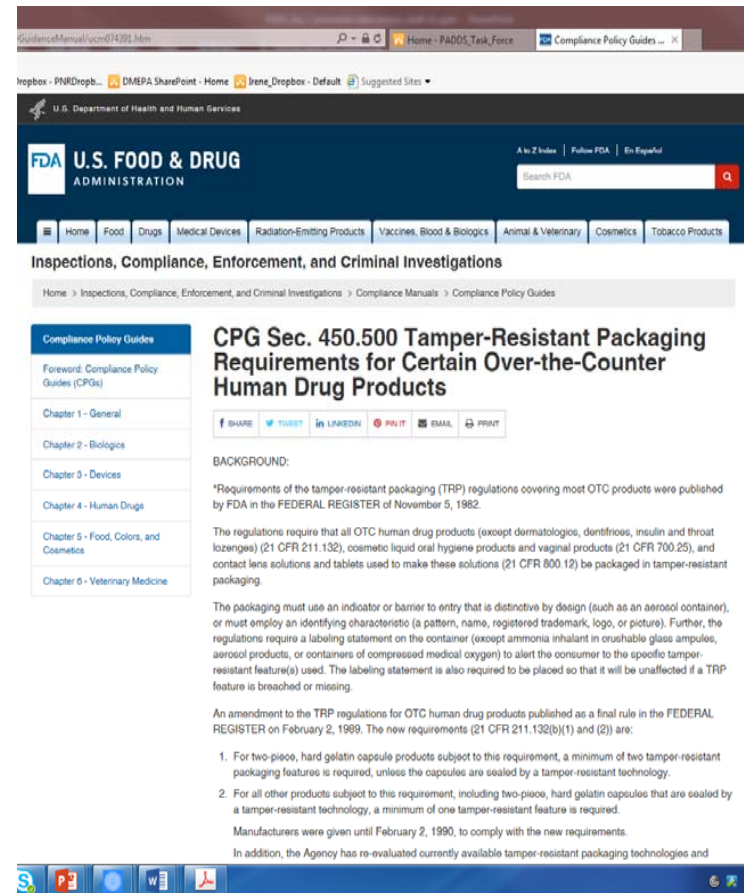 GuidanceManual/ucm074391.htm
Home - PADDS_Task_Force
Compliance Policy Guides ... ×
Dropbox - PNRDropb...
DMEPA SharePoint - Home
Irene_Dropbox - Default
Suggested Sites
U.S. Department of Health and Human Services
FDA U.S. FOOD & DRUG
ADMINISTRATION
A to Z Index | Follow FDA | En Español
Search FDA
Home Food Drugs Medical Devices Radiation-Emitting Products Vaccines, Blood & Biologics Animal & Veterinary Cosmetics Tobacco Products
Inspections, Compliance, Enforcement, and Criminal Investigations
Home > Inspections, Compliance, Enforcement, and Criminal Investigations > Compliance Manuals > Compliance Policy Guides
Compliance Policy Guides
Foreword: Compliance Policy
Guides (CPGs)
Chapter 1 - General
Chapter 2 - Biologics
Chapter 3 - Devices
Chapter 4 - Human Drugs
Chapter 5 - Food, Colors, and
Cosmetics
Chapter 6 - Veterinary Medicine
CPG Sec. 450.500 Tamper-Resistant Packaging
Requirements for Certain Over-the-Counter
Human Drug Products
SHARE TWEET LINKEDIN PIN IT EMAIL PRINT
BACKGROUND:
*Requirements of the tamper-resistant packaging (TRP) regulations covering most OTC products were published
by FDA in the FEDERAL REGISTER of November 5, 1982.
The regulations require that all OTC human drug products (except dermatologics, dentifrices, insulin and throat
lozenges) (21 CFR 211.132), cosmetic liquid oral hygiene products and vaginal products (21 CFR 700.25), and
contact lens solutions and tablets used to make these solutions (21 CFR 800.12) be packaged in tamper-resistant
packaging.
The packaging must use an indicator or barrier to entry that is distinctive by design (such as an aerosol container),
or must employ an identifying characteristic (a pattern, name, registered trademark, logo, or picture). Further, the
regulations require a labeling statement on the container (except ammonia inhalant in crushable glass ampules,
aerosol products, or containers of compressed medical oxygen) to alert the consumer to the specific tamper-
resistant feature(s) used. The labeling statement is also required to be placed so that it will be unaffected if a TRP
feature is breached or missing.
An amendment to the TRP regulations for OTC human drug products published as a final rule in the FEDERAL
REGISTER on February 2, 1989. The new requirements (21 CFR 211.132(b)(1) and (2)) are:
1. For two-piece, hard gelatin capsule products subject to this requirement, a minimum of two tamper-resistant
packaging features is required, unless the capsules are sealed by a tamper-resistant technology.
2. For all other products subject to this requirement, including two-piece, hard gelatin capsules that are sealed by
a tamper-resistant technology, a minimum of one tamper-resistant feature is required.
Manufacturers were given until February 2, 1990, to comply with the new requirements.
In addition, the Agency has re-evaluated currently available tamper-resistant packaging technologies and